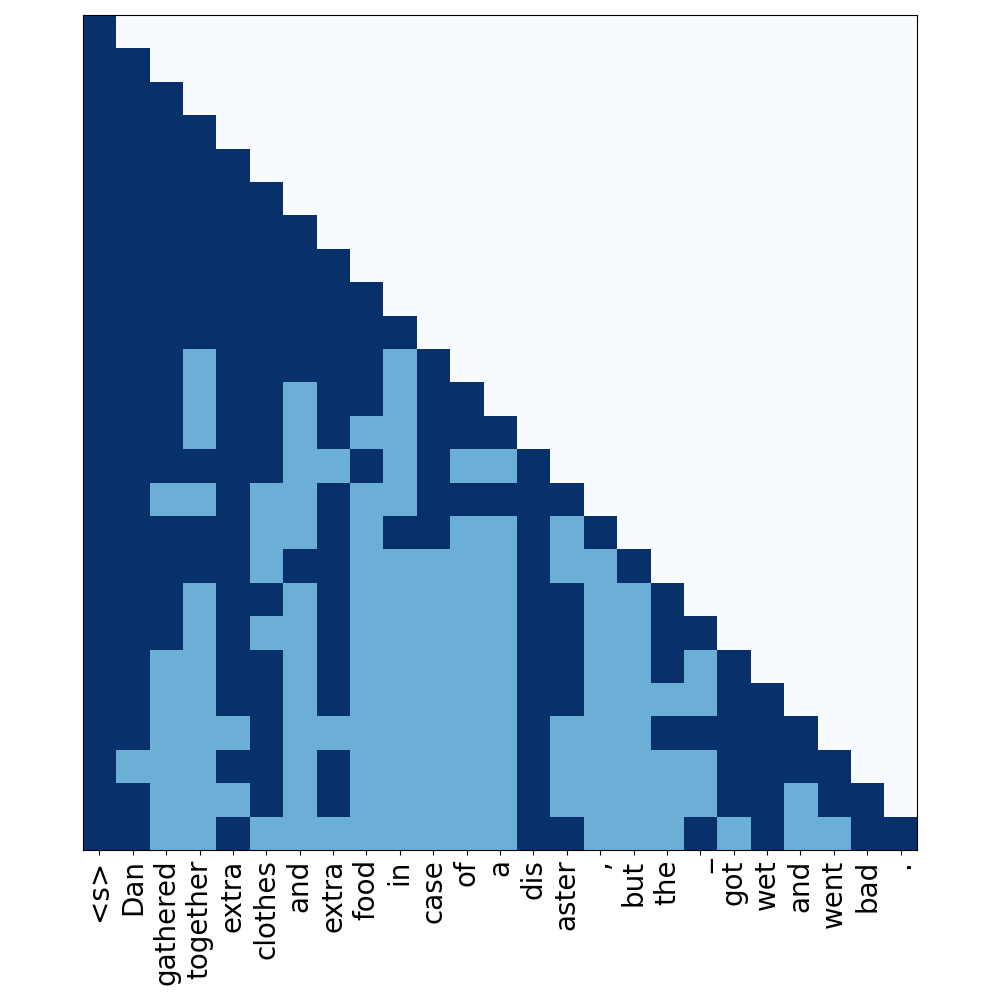 <s> Dan gathered together extra clothes and extra food in case of a dis aster , but the _ got wet and went bad .